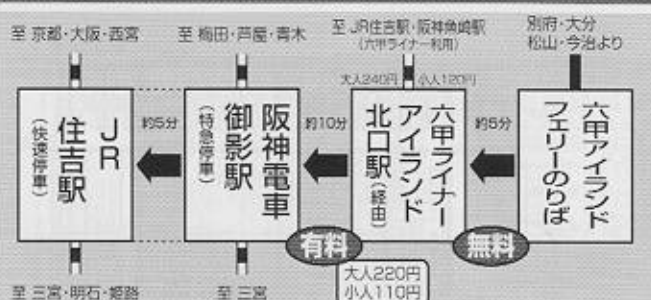 至 京都・大阪・西宮
至 梅田・芦屋・青木
至 JR住吉駅・阪神魚崎駅
(六甲ライナー利用)
別府・大分
松山・今治より
大人240円
小人120円
JR
住吉駅
(快速停車)
約5分
阪神電車
御影駅
(特急停車)
約10分
六甲ライナー
アイランド
北口駅(経由)
約5分
六甲アイランド
フェリーのりば
有料
無料
大人220円
小人110円
至 三宮・明石・姫路
至 三宮